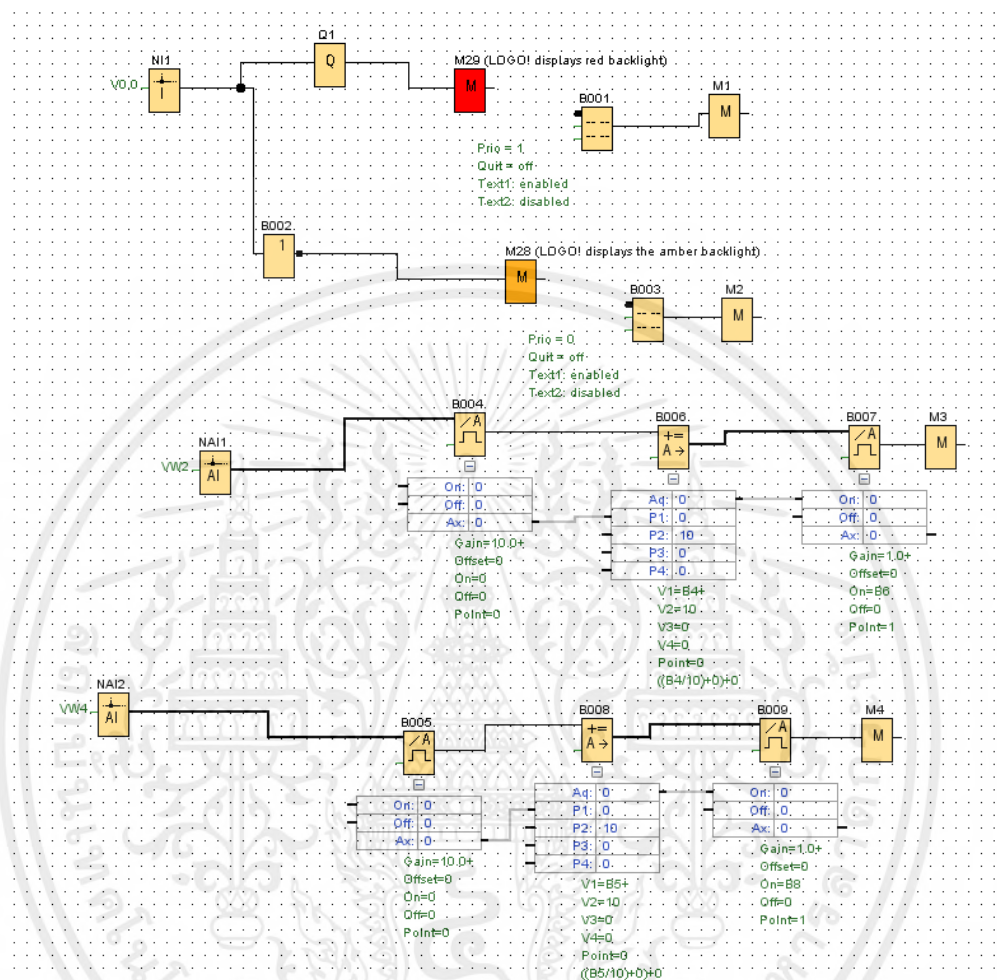 Q1
Q
NI1
V0.0
I
M29 (LOGO! displays red backlight)
M
B001
M1
M
Prio = 1
Quit = off
Text1: enabled
Text2: disabled
B002
1
M28 (LOGO! displays the amber backlight)
M
B003
M2
M
Prio = 0
Quit = off
Text1: enabled
Text2: disabled
B004
/A
B006
+=
A→
B007
/A
M3
M
NAI1
VW2
AI
On: 0
Off: 0
Ax: 0
Gain=10.0+
Offset=0
On=0
Off=0
Point=0
Aq: 0
P1: 0
P2: 10
P3: 0
P4: 0
V1=B4+
V2=10
V3=0
V4=0
Point=0
((B4/10)+0)+0
On: 0
Off: 0
Ax: 0
Gain=1.0+
Offset=0
On=B6
Off=0
Point=1
NAI2
VW4
AI
B005
/A
B008
+=
A→
B009
/A
M4
M
On: 0
Off: 0
Ax: 0
Gain=10.0+
Offset=0
On=0
Off=0
Point=0
Aq: 0
P1: 0
P2: 10
P3: 0
P4: 0
V1=B5+
V2=10
V3=0
V4=0
Point=0
((B5/10)+0)+0
On: 0
Off: 0
Ax: 0
Gain=1.0+
Offset=0
On=B8
Off=0
Point=1